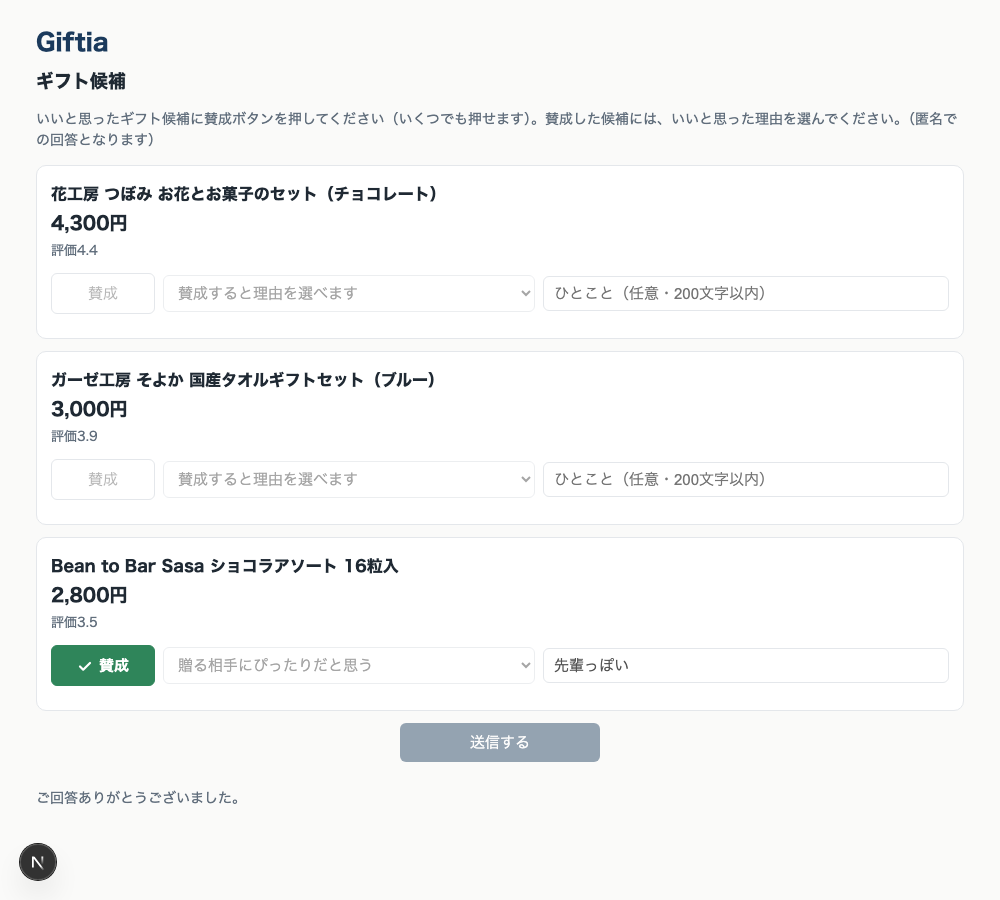 Giftia
ギフト候補
いいと思ったギフト候補に賛成ボタンを押してください（いくつでも押せます）。賛成した候補には、いいと思った理由を選んでください。（匿名で
の回答となります）
花工房 つぼみ お花とお菓子のセット（チョコレート）
4,300円
評価4.4
賛成
賛成すると理由を選べます
ひとこと（任意・200文字以内）
ガーゼ工房 そよか 国産タオルギフトセット（ブルー）
3,000円
評価3.9
賛成
賛成すると理由を選べます
ひとこと（任意・200文字以内）
Bean to Bar Sasa ショコラアソート 16粒入
2,800円
評価3.5
賛成
贈る相手にぴったりだと思う
先輩っぽい
送信する
ご回答ありがとうございました。
N